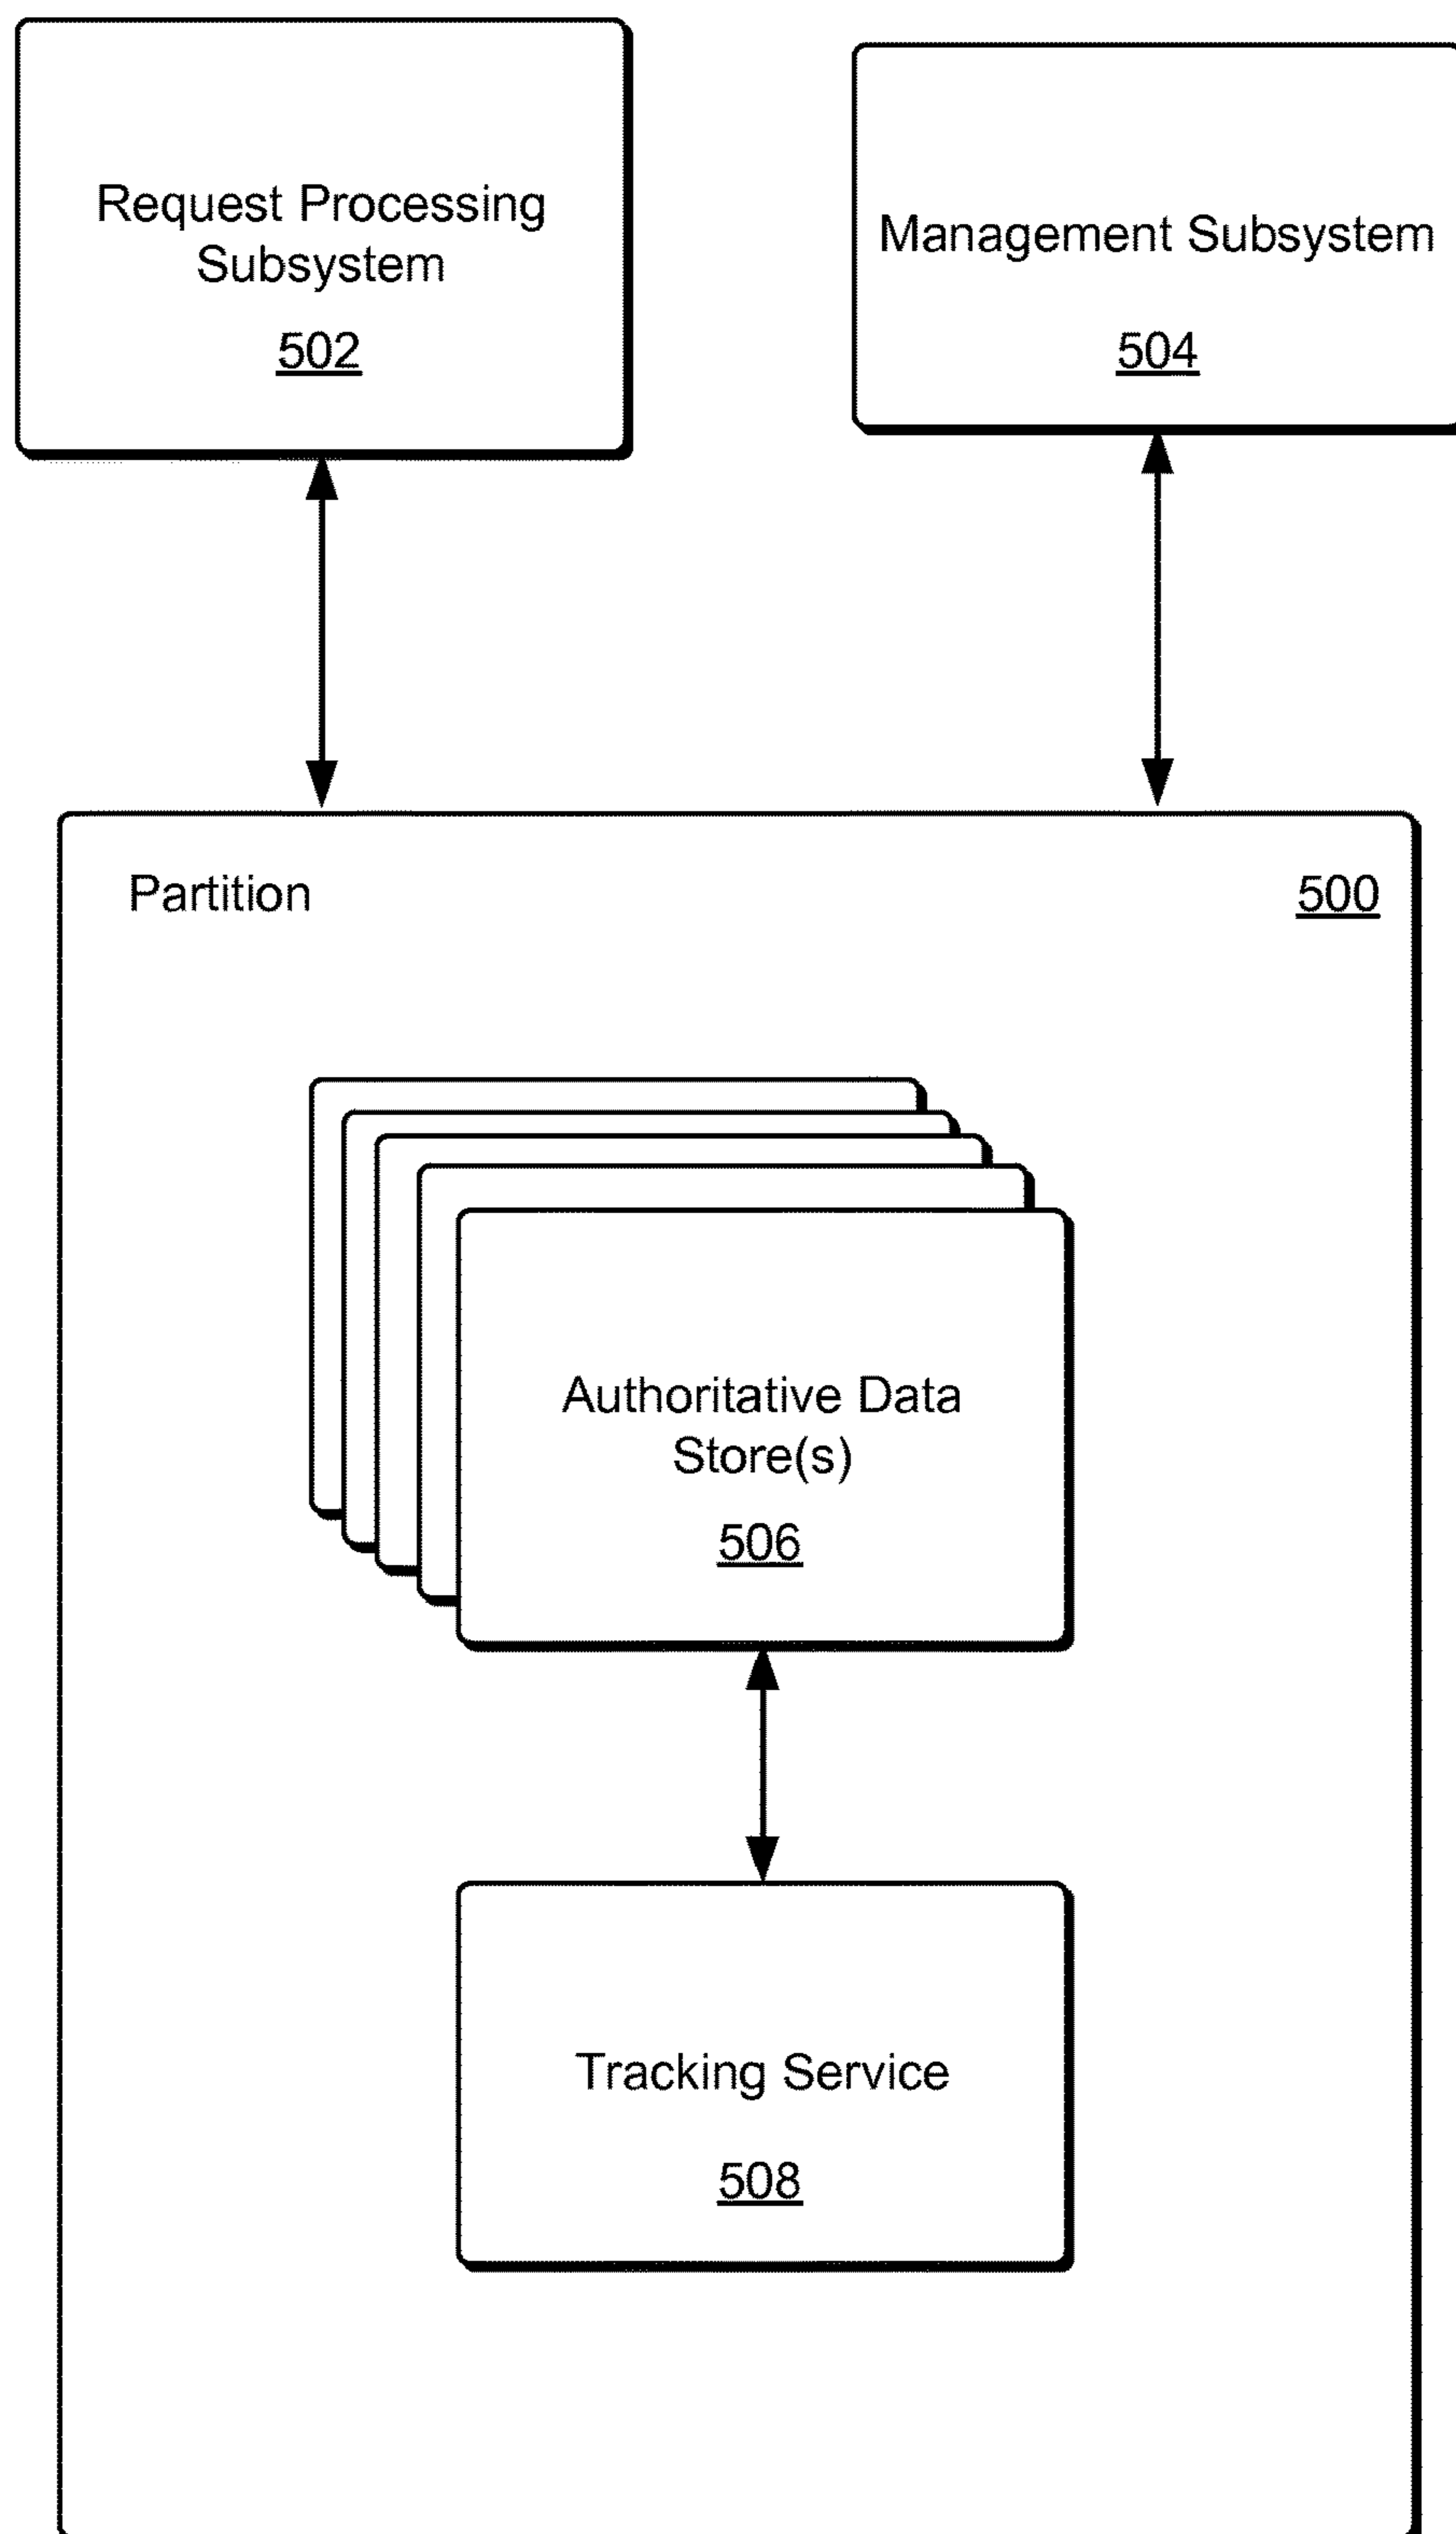 Request Processing
Subsystem
502
Management Subsystem
504
Partition
500
Authoritative Data
Store(s)
506
Tracking Service
508